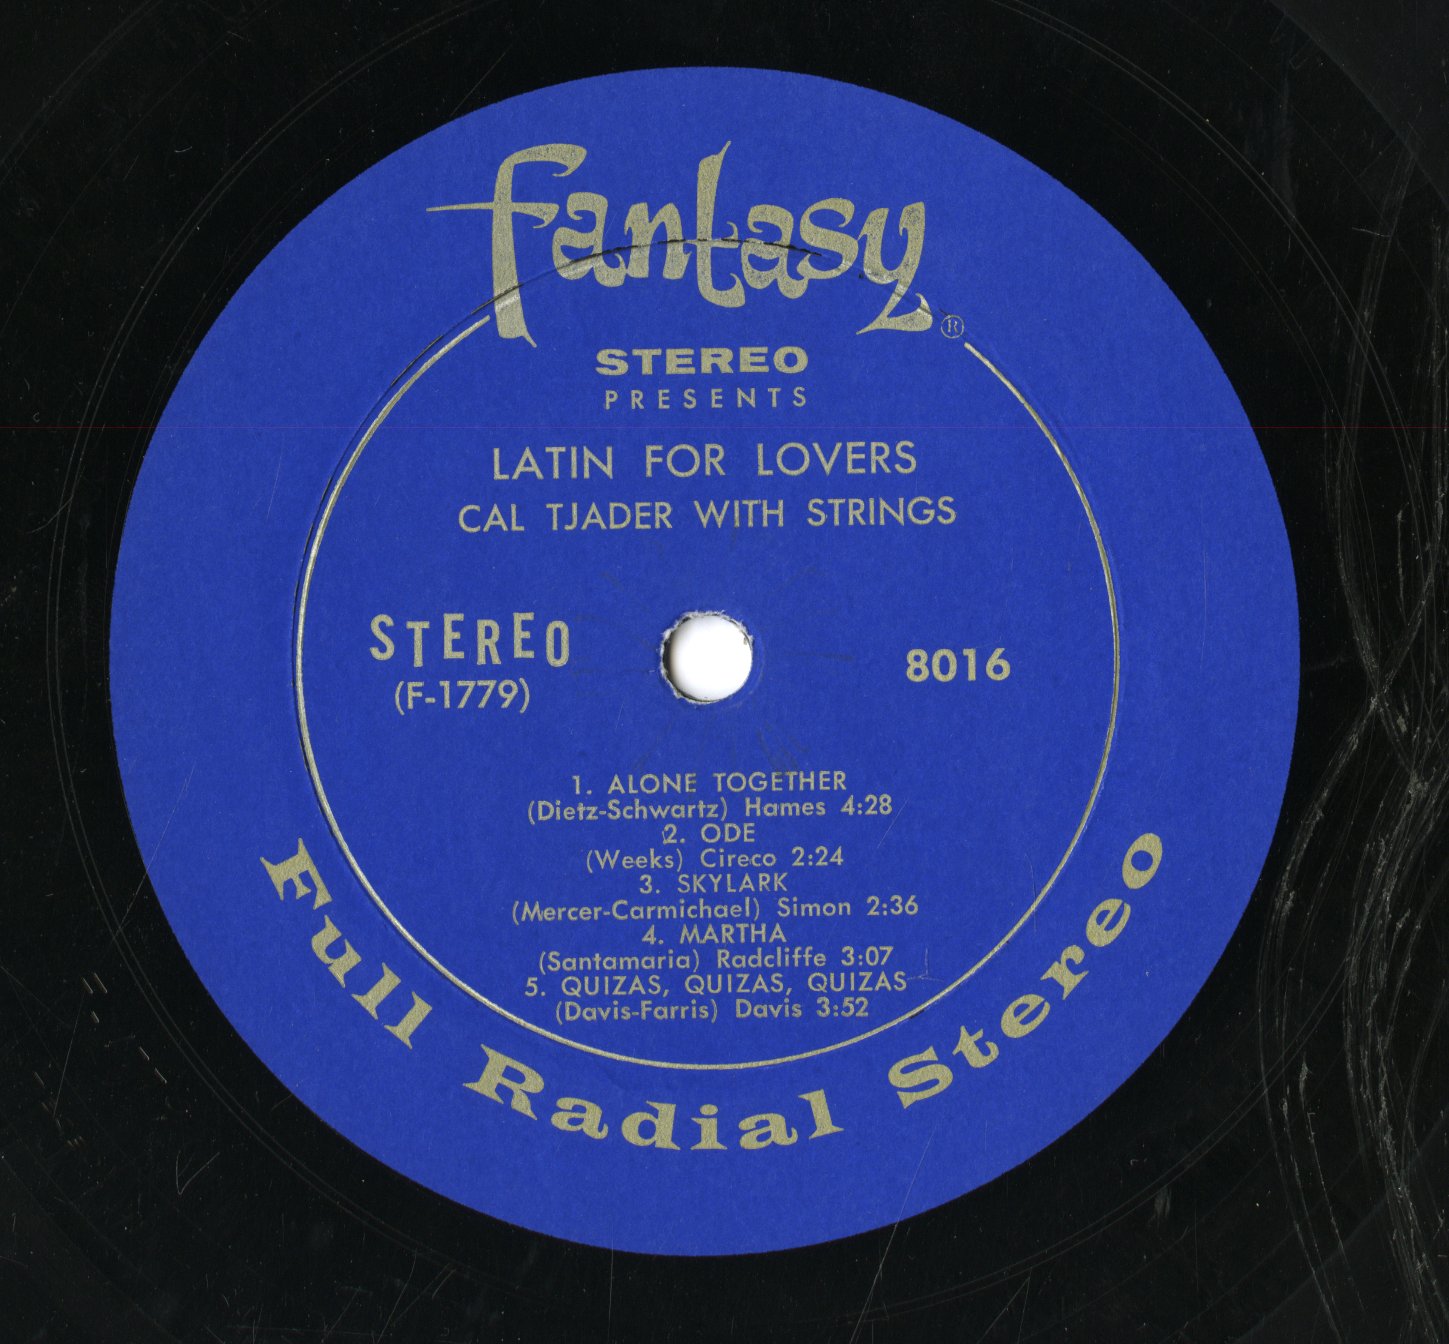 Fantasy ®
STEREO
PRESENTS
LATIN FOR LOVERS
CAL TJADER WITH STRINGS
STEREO
(F-1779)
8016
1. ALONE TOGETHER
(Dietz-Schwartz) Hames 4:28
2. ODE
(Weeks) Cireco 2:24
3. SKYLARK
(Mercer-Carmichael) Simon 2:36
4. MARTHA
(Santamaria) Radcliffe 3:07
5. QUIZAS, QUIZAS, QUIZAS
(Davis-Farris) Davis 3:52
Full Radial Stereo